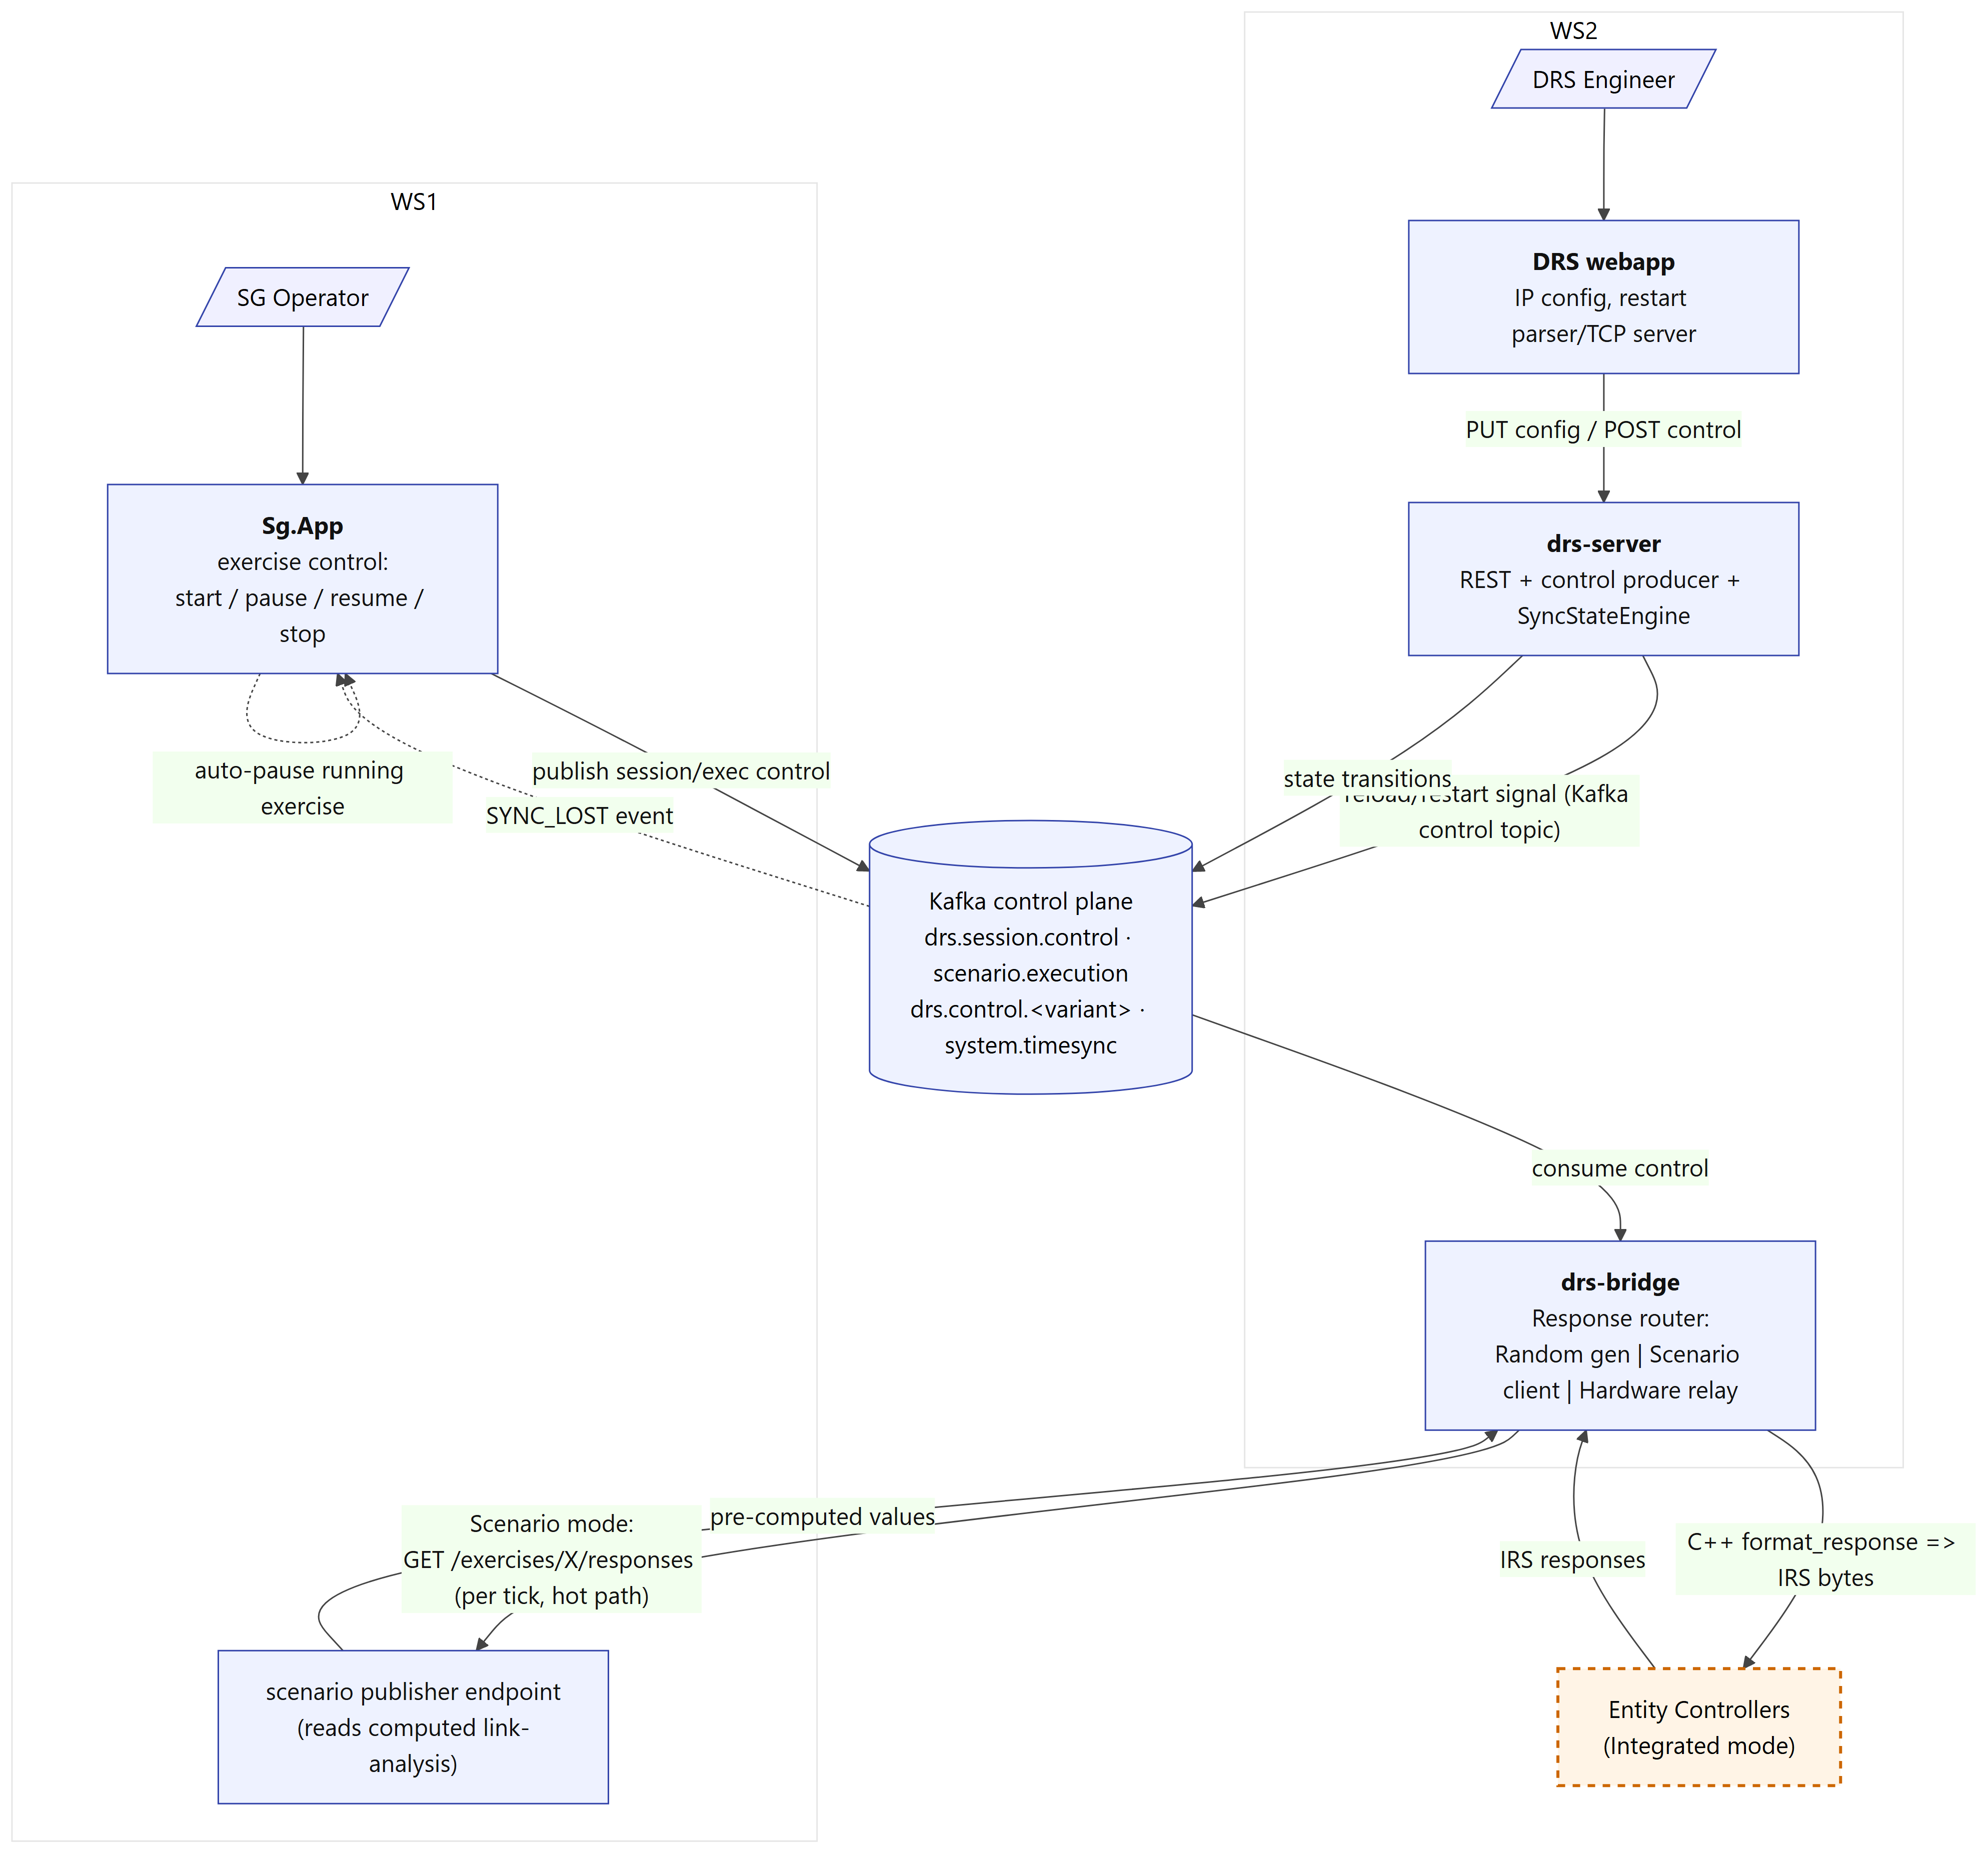 WS2
DRS Engineer
WS1
DRS webapp
IP config, restart
parser/TCP server
SG Operator
PUT config / POST control
Sg.App
exercise control:
start / pause / resume /
stop
drs-server
REST + control producer +
SyncStateEngine
auto-pause running
exercise
publish session/exec control
SYNC_LOST event
state transitions
reload/restart signal (Kafka
control topic)
Kafka control plane
drs.session.control ·
scenario.execution
drs.control.<variant> ·
system.timesync
consume control
drs-bridge
Response router:
Random gen | Scenario
client | Hardware relay
Scenario mode:
GET /exercises/X/responses
(per tick, hot path)
pre-computed values
IRS responses
C++ format_response =>
IRS bytes
scenario publisher endpoint
(reads computed link-
analysis)
Entity Controllers
(Integrated mode)